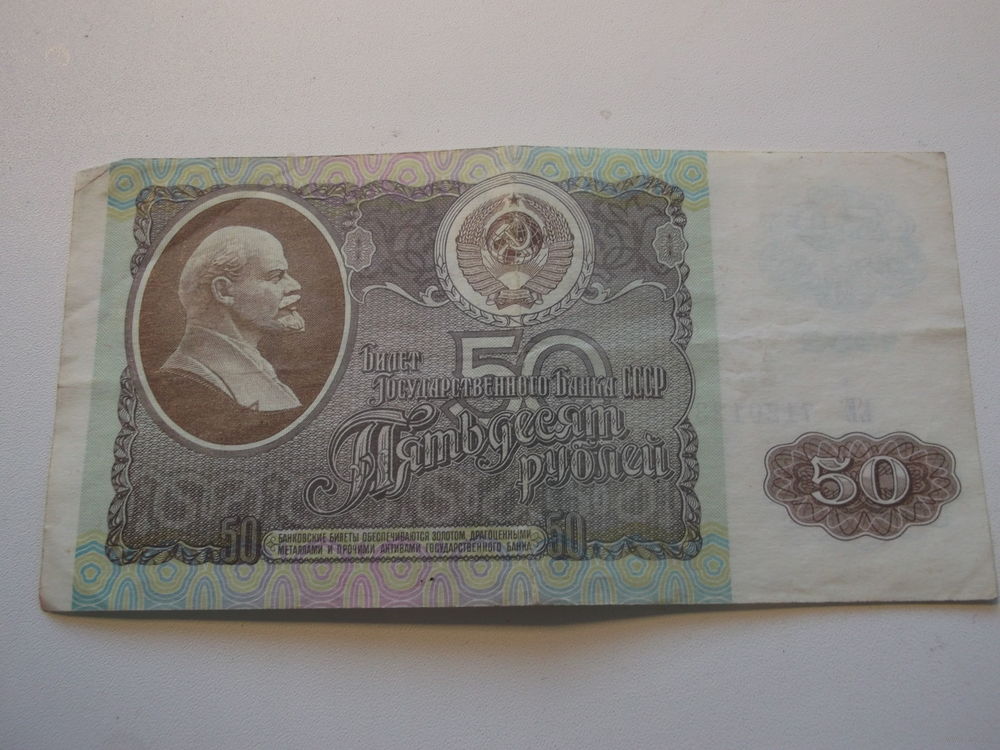 Билет
Государственного Банка СССР
50
Пятьдесят
рублей
50
50
БАНКОВСКИЕ БИЛЕТЫ ОБЕСПЕЧИВАЮТСЯ ЗОЛОТОМ, ДРАГОЦЕННЫМИ
МЕТАЛЛАМИ И ПРОЧИМИ АКТИВАМИ ГОСУДАРСТВЕННОГО БАНКА
50